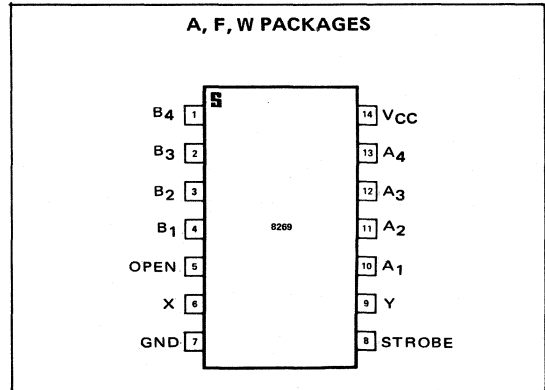 A, F, W PACKAGES
B4 1
B3 2
B2 3
B1 4
OPEN 5
X 6
GND 7
8269
14 VCC
13 A4
12 A3
11 A2
10 A1
9 Y
8 STROBE